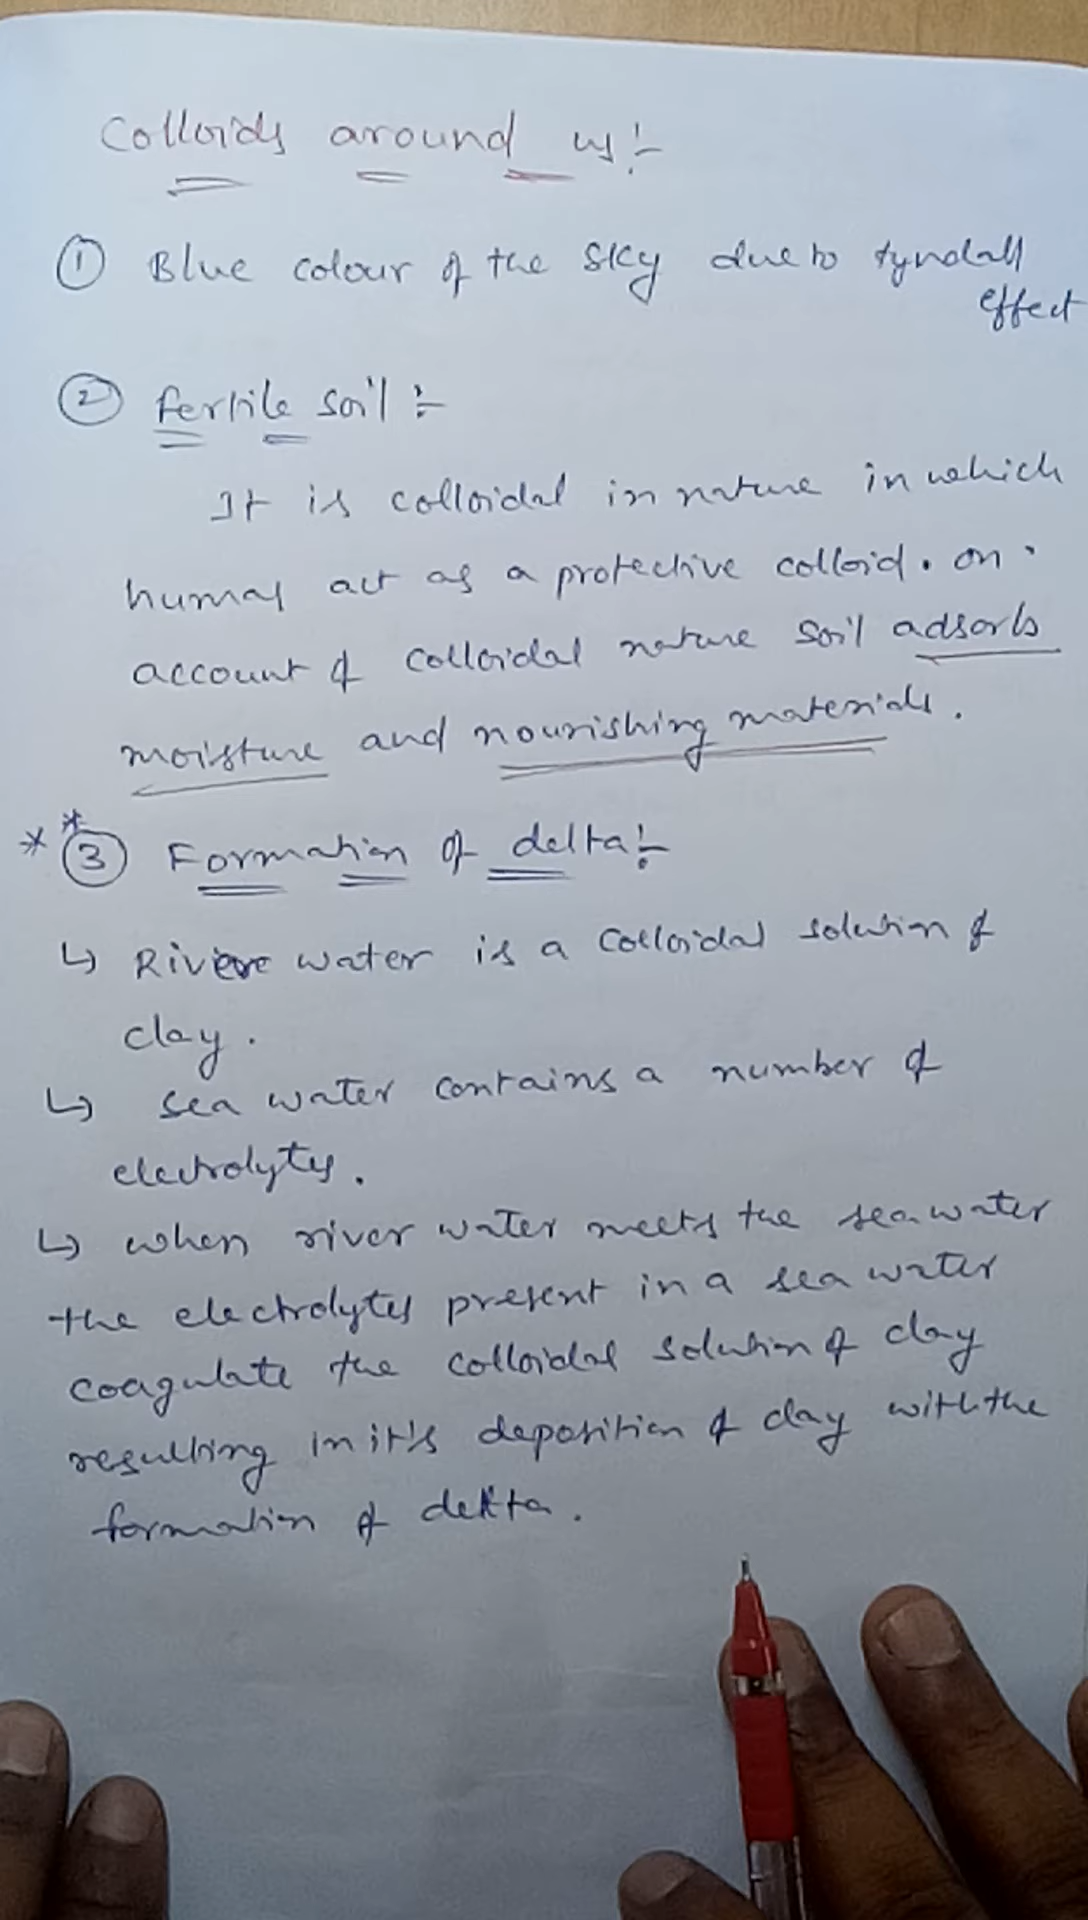 Colloids around us:-
① Blue colour of the sky due to tyndall
effect
② fertile soil :-
It is colloidal in nature in which
humas act as a protective colloid. on
account of colloidal nature soil adsorbs
moisture and nourishing materials.
** ③ Formation of delta:-
↳ River water is a colloidal solution of
clay.
↳ sea water contains a number of
electrolytes.
↳ when river water meets the sea water
the electrolytes present in a sea water
coagulate the colloidal solution of clay
resulting in it's deposition of clay with the
formation of delta.